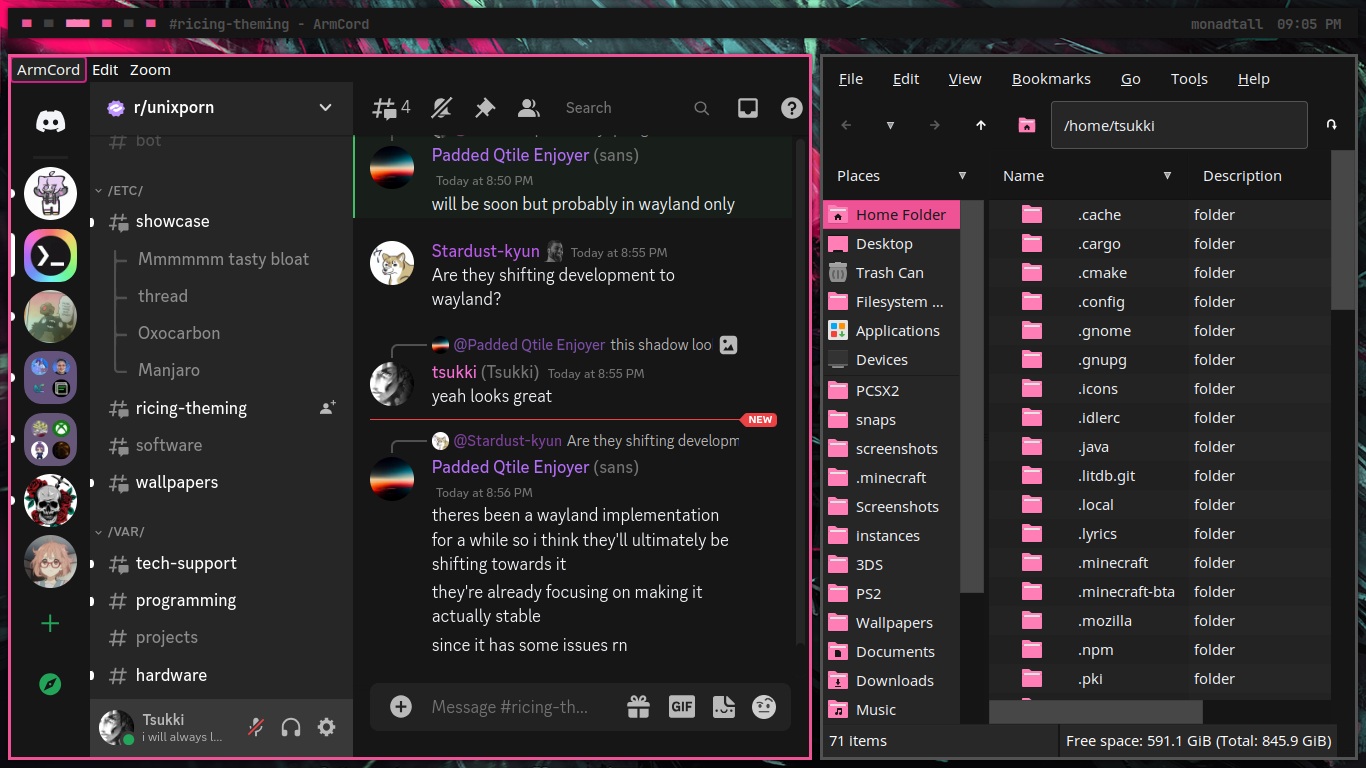 #ricing-theming - ArmCord
monadtall 09:05 PM
ArmCord Edit Zoom
r/unixporn
bot
/ETC/
showcase
Mmmmmm tasty bloat
thread
Oxocarbon
Manjaro
ricing-theming
software
wallpapers
/VAR/
tech-support
programming
projects
hardware
Tsukki
i will always l...
4
Search
Padded Qtile Enjoyer (sans)
Today at 8:50 PM
will be soon but probably in wayland only
Stardust-kyun Today at 8:55 PM
Are they shifting development to
wayland?
@Padded Qtile Enjoyer this shadow loo
tsukki (Tsukki) Today at 8:55 PM
yeah looks great
NEW
@Stardust-kyun Are they shifting developm
Padded Qtile Enjoyer (sans)
Today at 8:56 PM
theres been a wayland implementation
for a while so i think they'll ultimately be
shifting towards it
they're already focusing on making it
actually stable
since it has some issues rn
Message #ricing-th...
GIF
File Edit View Bookmarks Go Tools Help
/home/tsukki
Places
Home Folder
Desktop
Trash Can
Filesystem ...
Applications
Devices
PCSX2
snaps
screenshots
.minecraft
Screenshots
instances
3DS
PS2
Wallpapers
Documents
Downloads
Music
Name Description
.cache folder
.cargo folder
.cmake folder
.config folder
.gnome folder
.gnupg folder
.icons folder
.idlerc folder
.java folder
.litdb.git folder
.local folder
.lyrics folder
.minecraft folder
.minecraft-bta folder
.mozilla folder
.npm folder
.pki folder
71 items
Free space: 591.1 GiB (Total: 845.9 GiB)